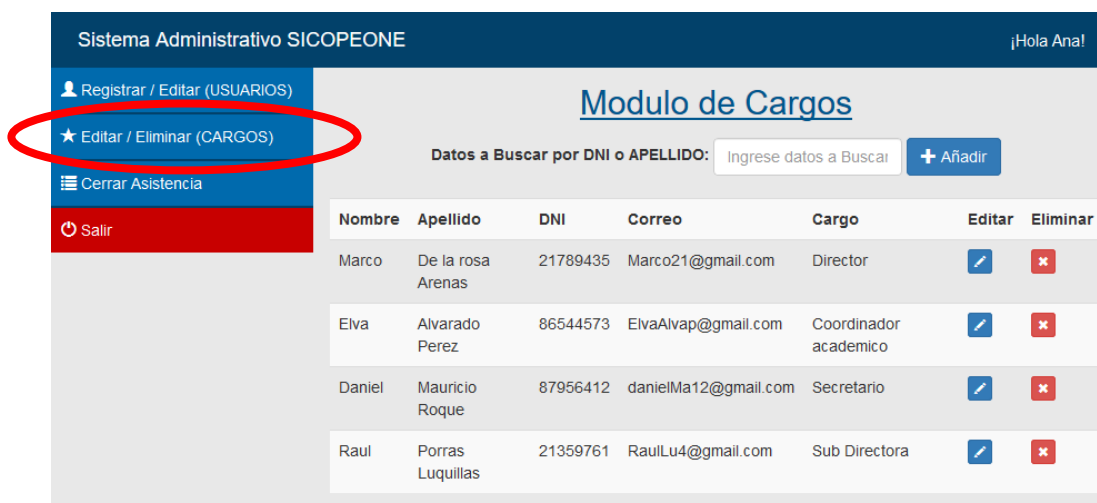 Sistema Administrativo SICOPEONE
¡Hola Ana!
Registrar / Editar (USUARIOS)
Editar / Eliminar (CARGOS)
Cerrar Asistencia
Salir
Modulo de Cargos
Datos a Buscar por DNI o APELLIDO: Ingrese datos a Buscar Añadir
Nombre Apellido DNI Correo Cargo Editar Eliminar
Marco De la rosa 21789435 Marco21@gmail.com Director
Arenas
Elva Alvarado 86544573 ElvaAlvap@gmail.com Coordinador
Perez academico
Daniel Mauricio 87956412 danielMa12@gmail.com Secretario
Roque
Raul Porras 21359761 RaulLu4@gmail.com Sub Directora
Luquillas